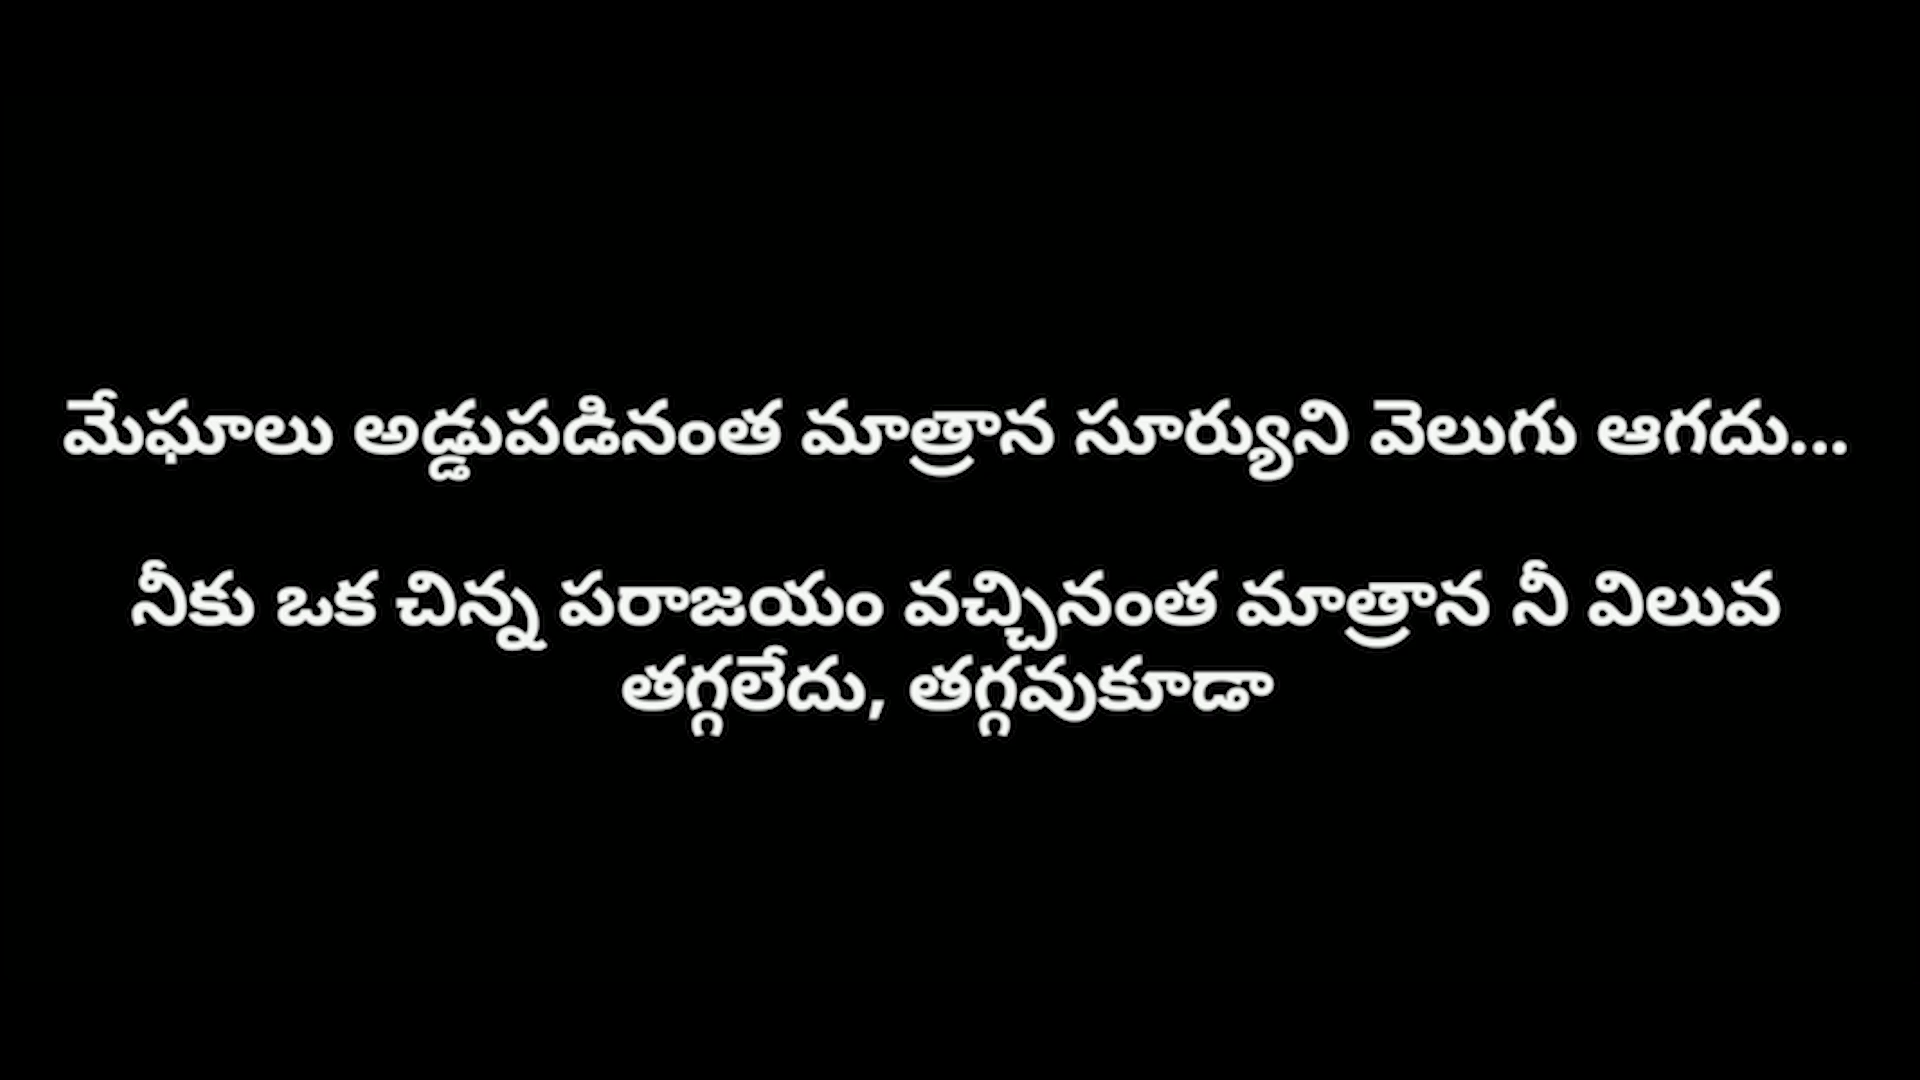 మేఘాలు అడ్డుపడినంత మాత్రాన సూర్యుని వెలుగు ఆగదు...
నీకు ఒక చిన్న పరాజయం వచ్చినంత మాత్రాన నీ విలువ
తగ్గలేదు, తగ్గవుకూడా